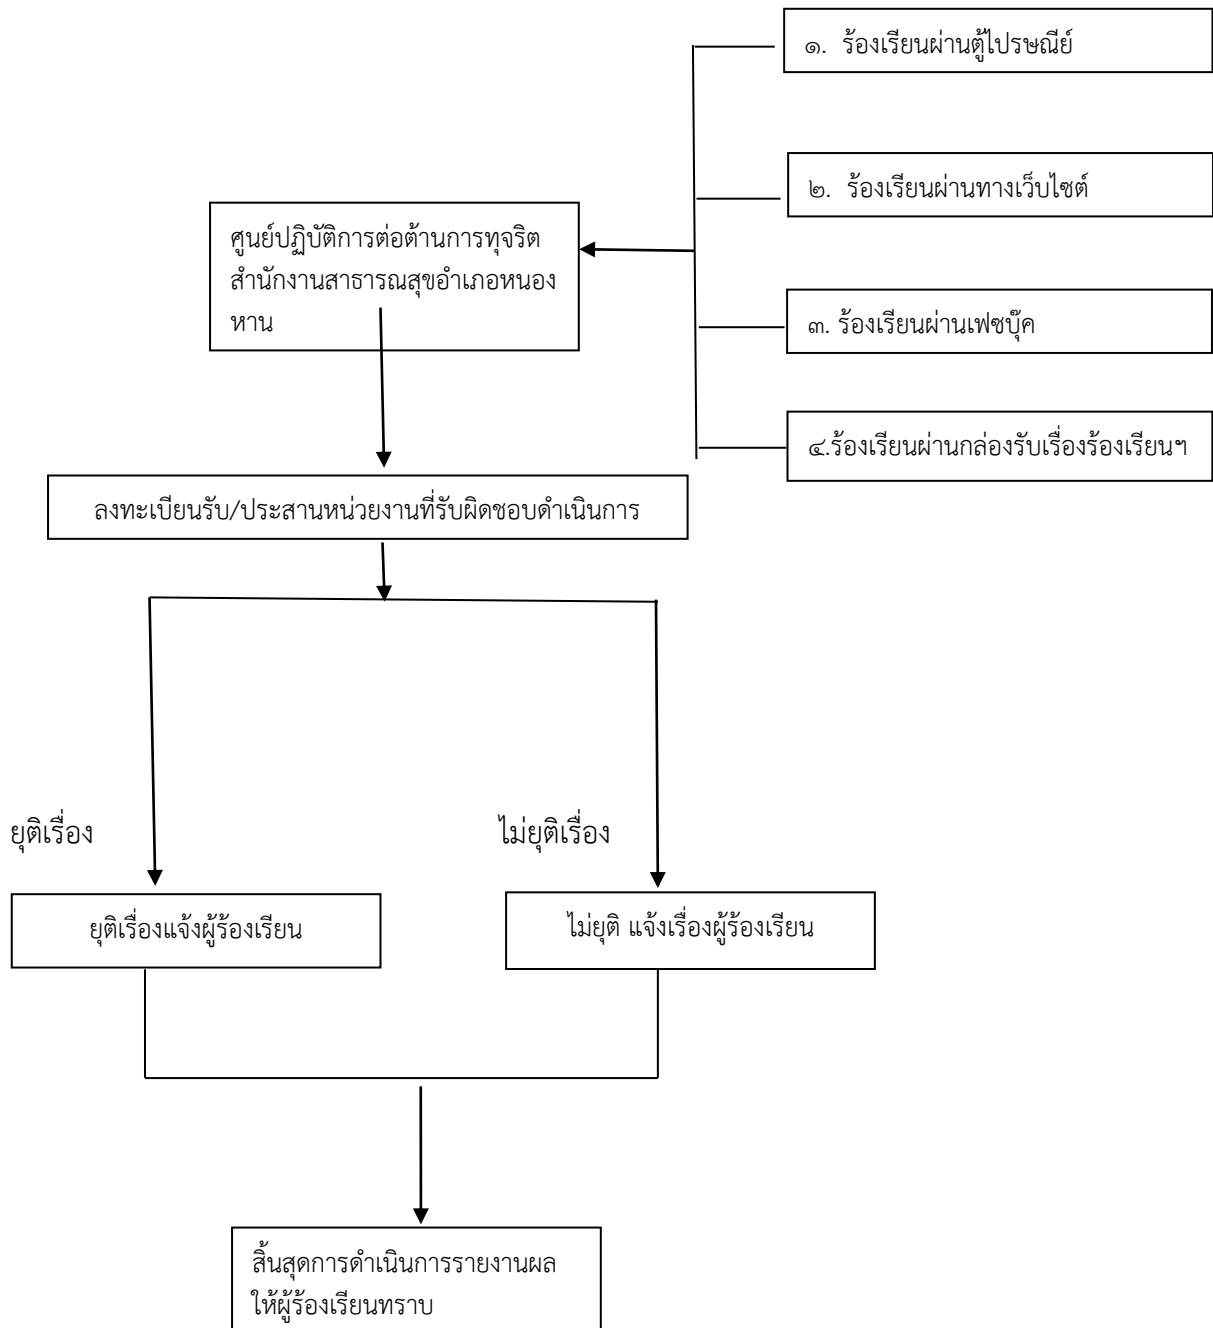 ๑. ร้องเรียนผ่านตู้ไปรษณีย์
๒. ร้องเรียนผ่านทางเว็บไซต์
ศูนย์ปฏิบัติการต่อต้านการทุจริต
สำนักงานสาธารณสุขอำเภอหนอง
หาน
๓. ร้องเรียนผ่านเฟซบุ๊ค
๔.ร้องเรียนผ่านกล่องรับเรื่องร้องเรียนฯ
ลงทะเบียนรับ/ประสานหน่วยงานที่รับผิดชอบดำเนินการ
ยุติเรื่อง
ไม่ยุติเรื่อง
ยุติเรื่องแจ้งผู้ร้องเรียน
ไม่ยุติ แจ้งเรื่องผู้ร้องเรียน
สิ้นสุดการดำเนินการรายงานผล
ให้ผู้ร้องเรียนทราบ